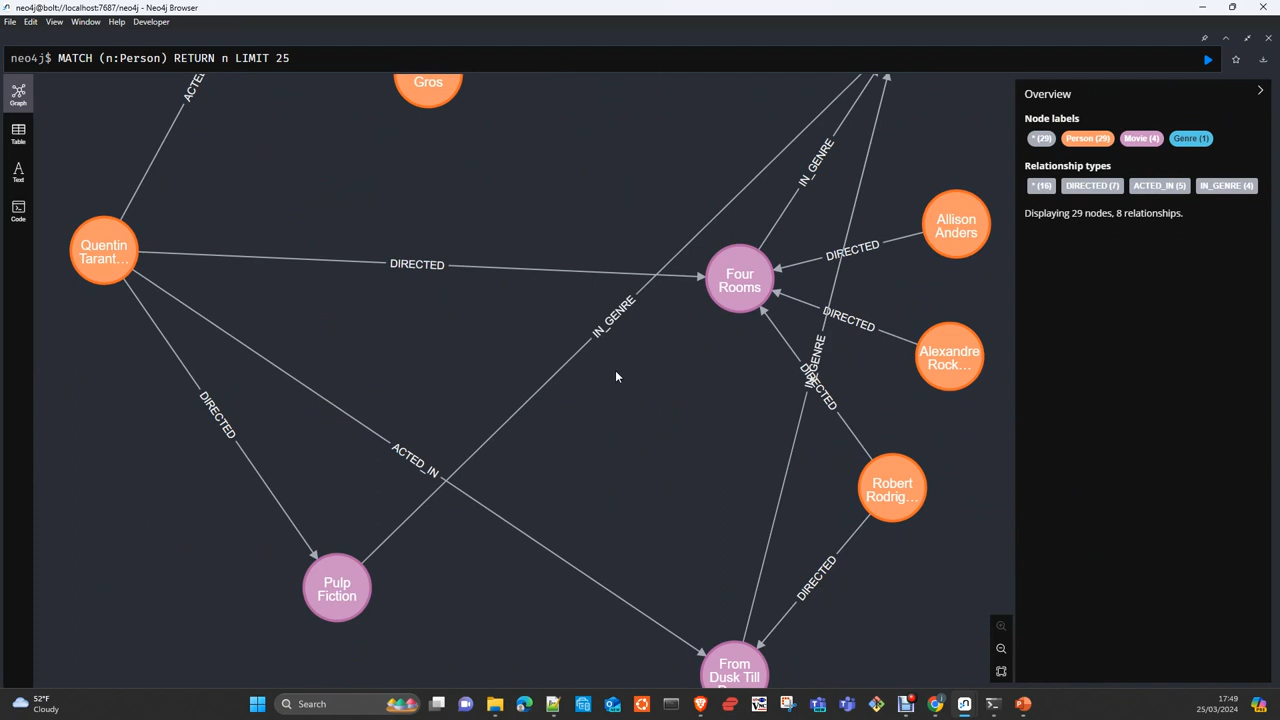 neo4j@bolt://localhost:7687/neo4j - Neo4j Browser
File Edit View Window Help Developer
neo4j$ MATCH (n:Person) RETURN n LIMIT 25
Graph
Table
Text
Code
Gros
ACTED
IN_GENRE
Allison
Anders
Quentin
Tarant...
DIRECTED
DIRECTED
Four
Rooms
IN_GENRE
DIRECTED
Alexandre
Rock...
IN_GENRE
DIRECTED
DIRECTED
ACTED_IN
Robert
Rodrig...
DIRECTED
Pulp
Fiction
From
Dusk Till
Overview
Node labels
* (29) Person (29) Movie (4) Genre (1)
Relationship types
* (16) DIRECTED (7) ACTED_IN (5) IN_GENRE (4)
Displaying 29 nodes, 8 relationships.
52°F
Cloudy
Search
17:49
25/03/2024